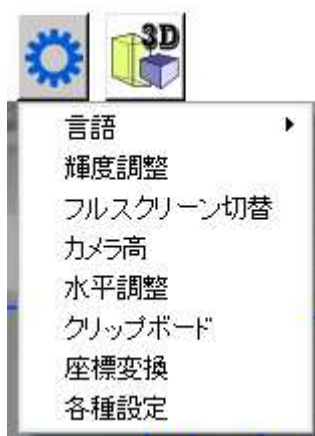 3D
言語
輝度調整
フルスクリーン切替
カメラ高
水平調整
クリップボード
座標変換
各種設定